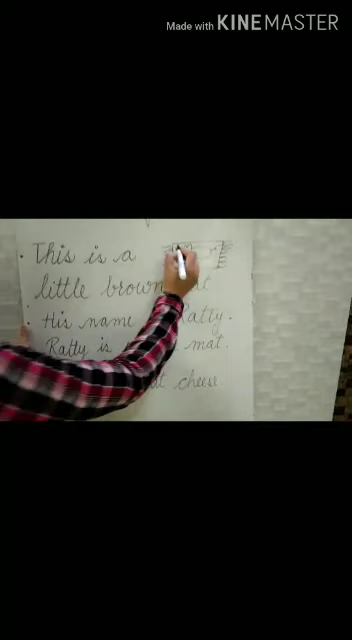 Made with KINEMASTER
This is a
little brown
His name Ratty.
Ratty is mat.
cheese